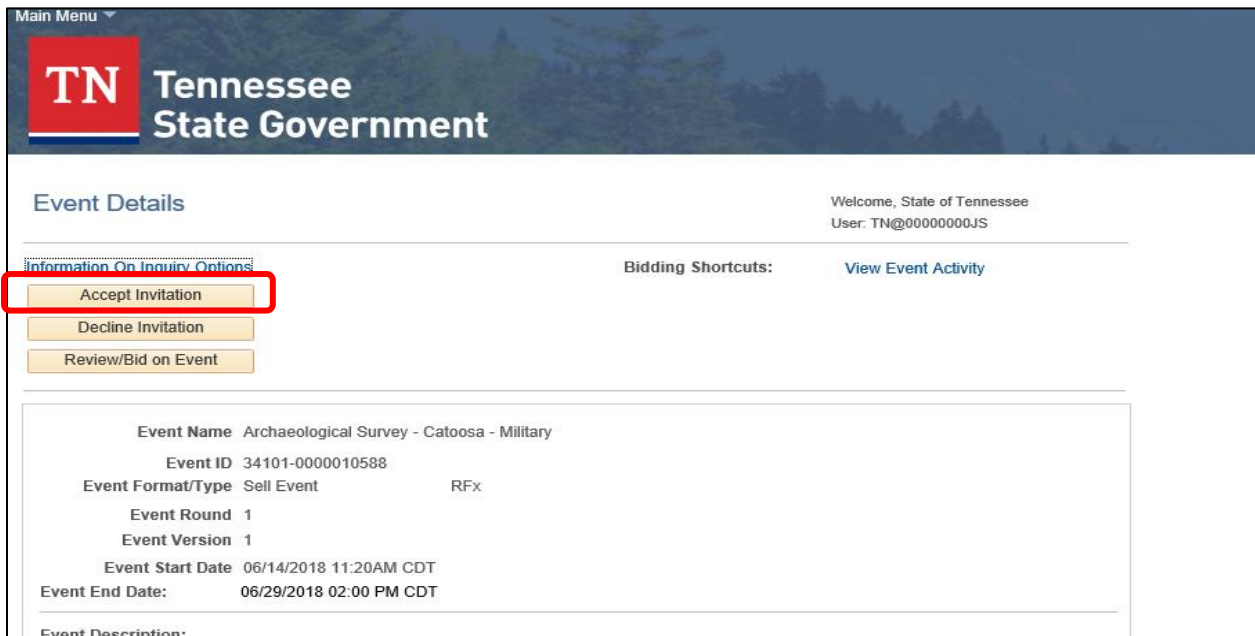 Main Menu
TN Tennessee
State Government
Event Details
Welcome, State of Tennessee
User: TN@00000000JS
Information On Inquiry Options
Bidding Shortcuts: View Event Activity
Accept Invitation
Decline Invitation
Review/Bid on Event
Event Name Archaeological Survey - Catoosa - Military
Event ID 34101-0000010588
Event Format/Type Sell Event RFx
Event Round 1
Event Version 1
Event Start Date 06/14/2018 11:20AM CDT
Event End Date: 06/29/2018 02:00 PM CDT
Event Description: